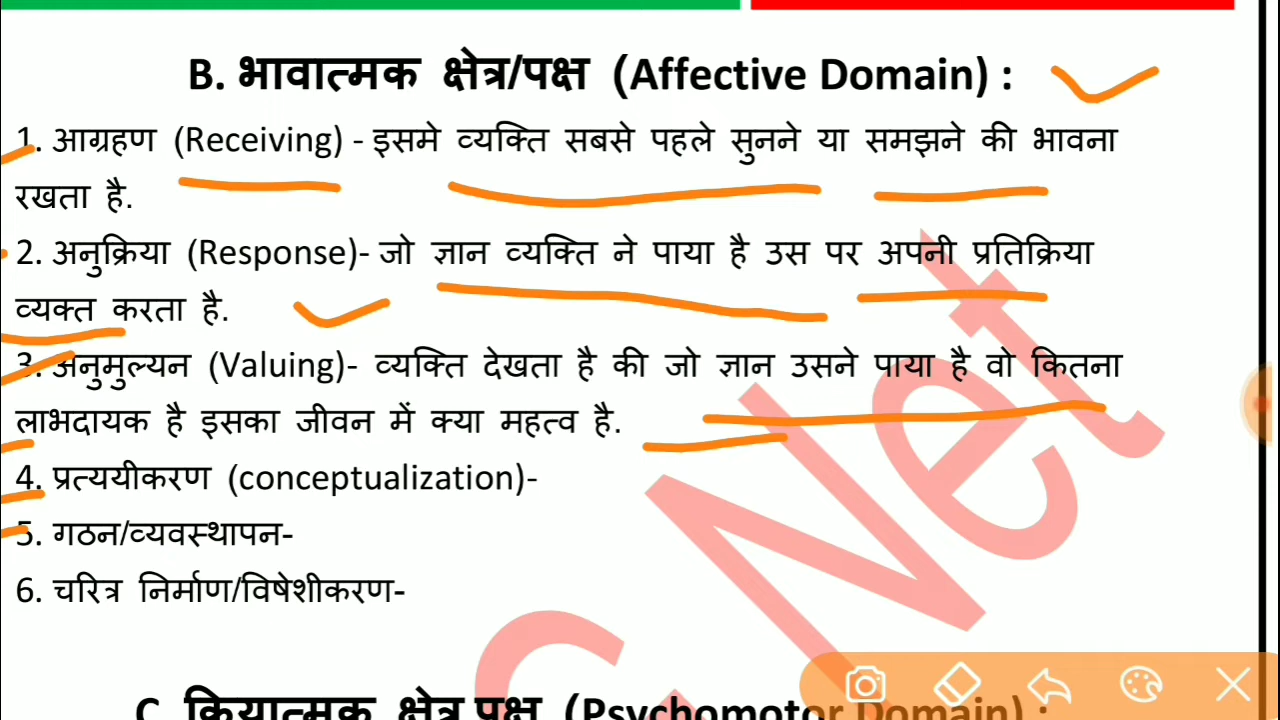 B. भावात्मक क्षेत्र/पक्ष (Affective Domain) :
1. आग्रहण (Receiving) - इसमे व्यक्ति सबसे पहले सुनने या समझने की भावना
रखता है.
2. अनुक्रिया (Response)- जो ज्ञान व्यक्ति ने पाया है उस पर अपनी प्रतिक्रिया
व्यक्त करता है.
3. अनुमुल्यन (Valuing)- व्यक्ति देखता है की जो ज्ञान उसने पाया है वो कितना
लाभदायक है इसका जीवन में क्या महत्व है.
4. प्रत्ययीकरण (conceptualization)-
5. गठन/व्यवस्थापन-
6. चरित्र निर्माण/विषेशीकरण-
C. क्रियात्मक क्षेत्र पक्ष (Psychomotor Domain) :
Net